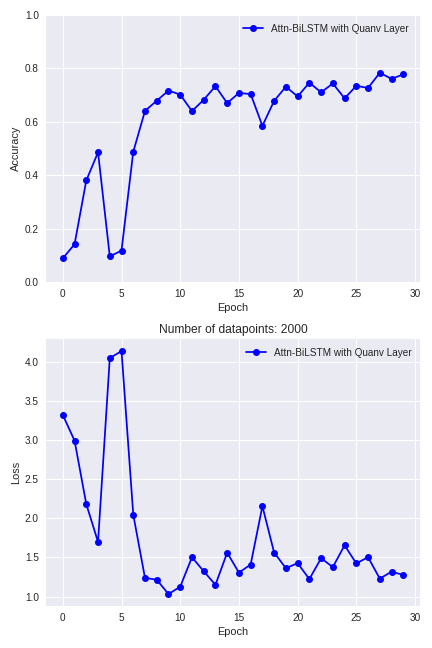 1.0
Attn-BiLSTM with Quanv Layer
0.8
0.6
Accuracy
0.4
0.2
0.0
0 5 10 15 20 25 30
Epoch
Number of datapoints: 2000
Attn-BiLSTM with Quanv Layer
4.0
3.5
3.0
2.5
Loss
2.0
1.5
1.0
0 5 10 15 20 25 30
Epoch